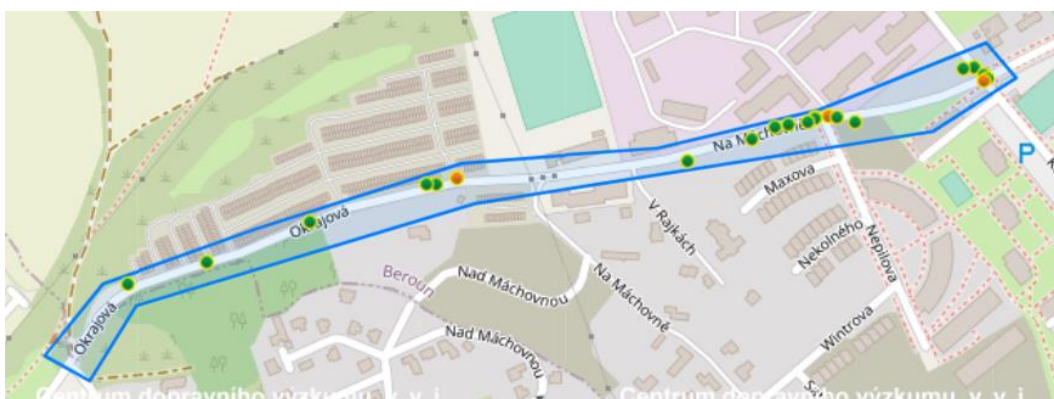 Na Máchovně
Maxova
P
Okrajová
V Rajkách
Nekolného
Nepilova
Beroun
Nad Máchovnou
Na Máchovně
Okrajová
Nad Máchovnou
Wintrova
Centrum dopravního výzkumu, v. v. i.
Centrum dopravního výzkumu, v. v. i.